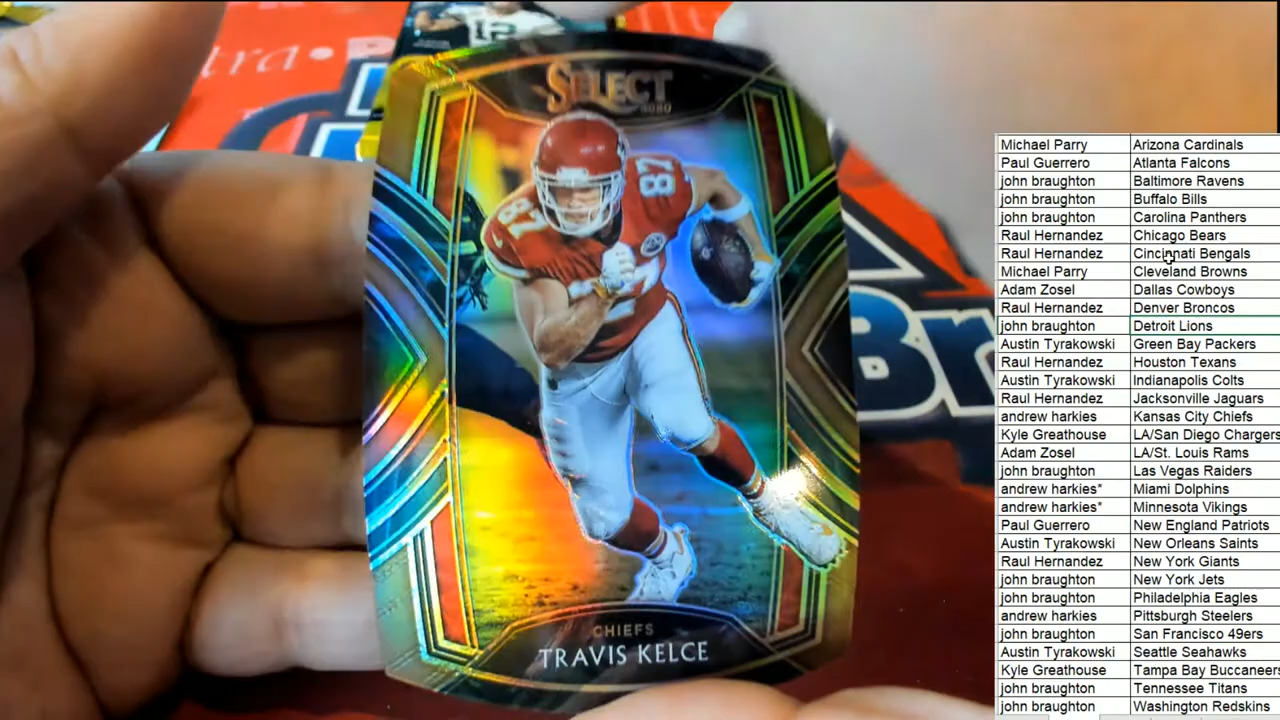 SELECT
2020
87
87
CHIEFS
TRAVIS KELCE
12
Br
Michael Parry Arizona Cardinals
Paul Guerrero Atlanta Falcons
john braughton Baltimore Ravens
john braughton Buffalo Bills
john braughton Carolina Panthers
Raul Hernandez Chicago Bears
Raul Hernandez Cincinnati Bengals
Michael Parry Cleveland Browns
Adam Zosel Dallas Cowboys
Raul Hernandez Denver Broncos
john braughton Detroit Lions
Austin Tyrakowski Green Bay Packers
Raul Hernandez Houston Texans
Austin Tyrakowski Indianapolis Colts
Raul Hernandez Jacksonville Jaguars
andrew harkies Kansas City Chiefs
Kyle Greathouse LA/San Diego Chargers
Adam Zosel LA/St. Louis Rams
john braughton Las Vegas Raiders
andrew harkies* Miami Dolphins
andrew harkies* Minnesota Vikings
Paul Guerrero New England Patriots
Austin Tyrakowski New Orleans Saints
Raul Hernandez New York Giants
john braughton New York Jets
john braughton Philadelphia Eagles
andrew harkies Pittsburgh Steelers
john braughton San Francisco 49ers
Austin Tyrakowski Seattle Seahawks
Kyle Greathouse Tampa Bay Buccaneers
john braughton Tennessee Titans
john braughton Washington Redskins